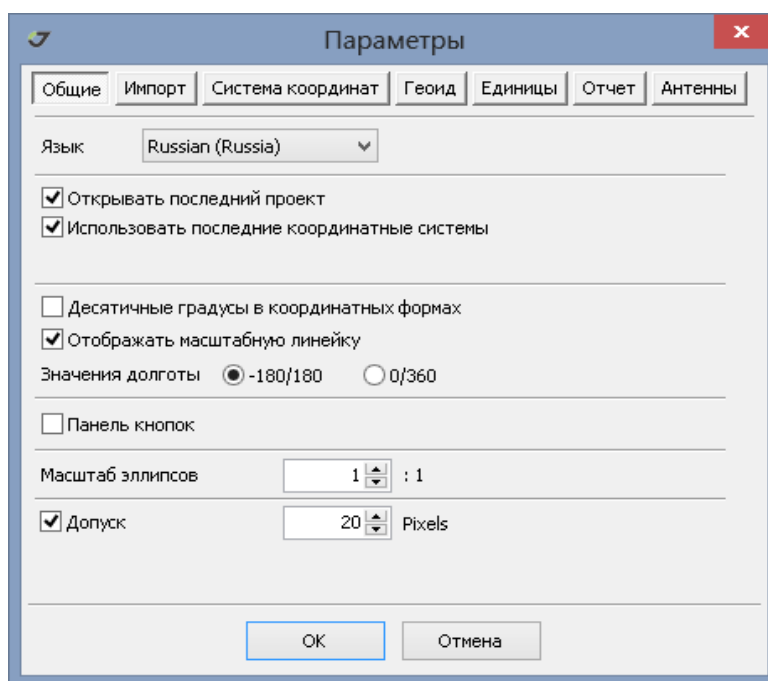 Параметры
Общие Импорт Система координат Геоид Единицы Отчет Антенны
Язык Russian (Russia)
Открывать последний проект
Использовать последние координатные системы
Десятичные градусы в координатных формах
Отображать масштабную линейку
Значения долготы -180/180 0/360
Панель кнопок
Масштаб эллипсов 1 : 1
Допуск 20 Pixels
OK Отмена